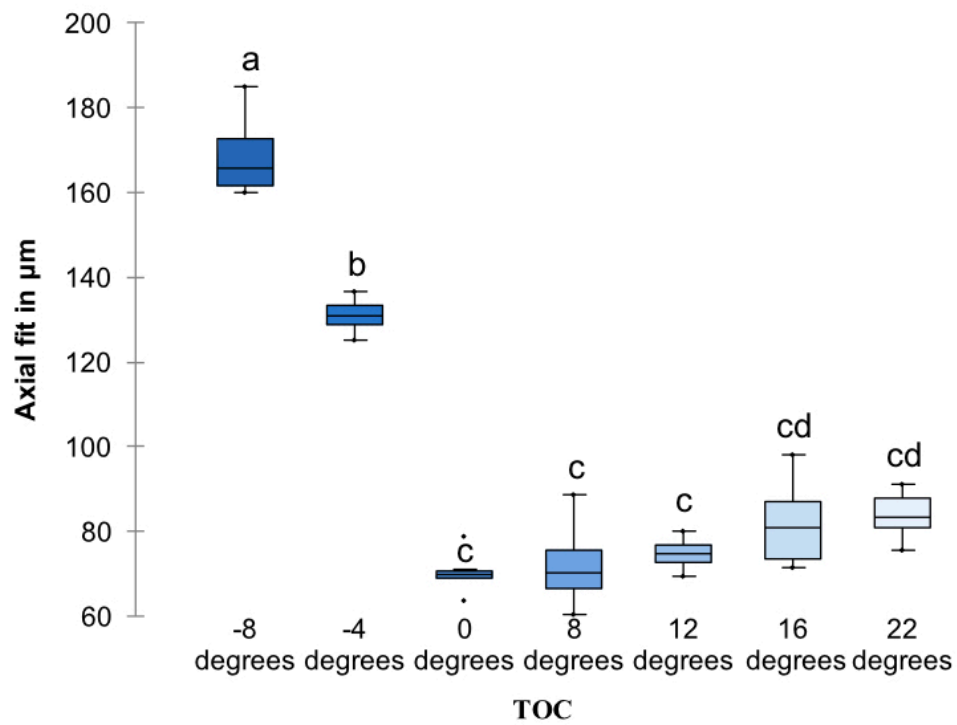 200
180
160
140
120
100
80
60
Axial fit in µm
a
b
c
c
c
cd
cd
-8 degrees
-4 degrees
0 degrees
8 degrees
12 degrees
16 degrees
22 degrees
TOC